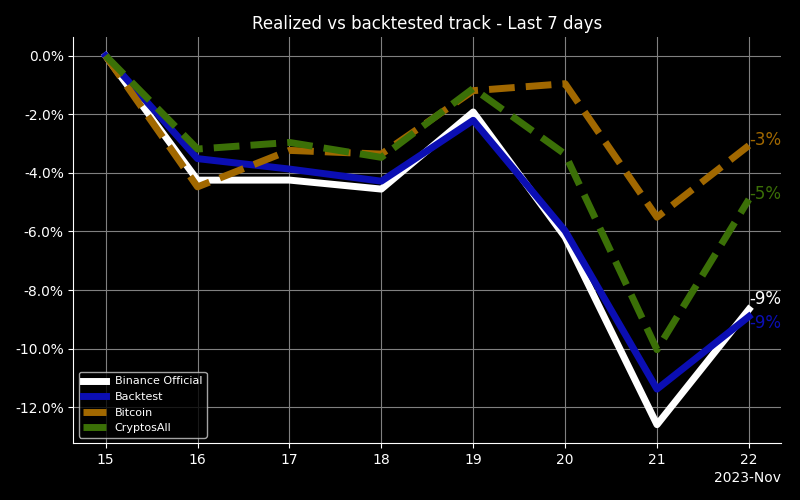 Realized vs backtested track - Last 7 days
0.0%
-2.0%
-4.0%
-6.0%
-8.0%
-10.0%
-12.0%
-3%
-5%
-9%
-9%
Binance Official
Backtest
Bitcoin
CryptosAll
15 16 17 18 19 20 21 22
2023-Nov